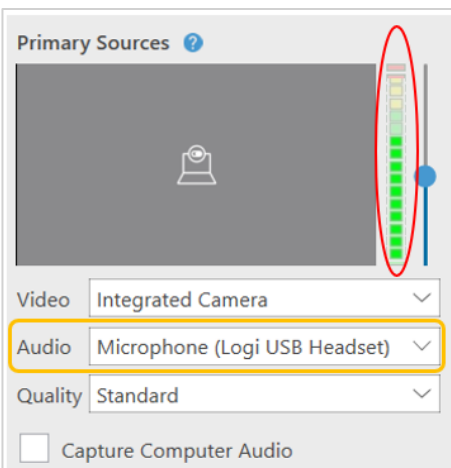 Primary Sources ?
Video Integrated Camera
Audio Microphone (Logi USB Headset)
Quality Standard
Capture Computer Audio